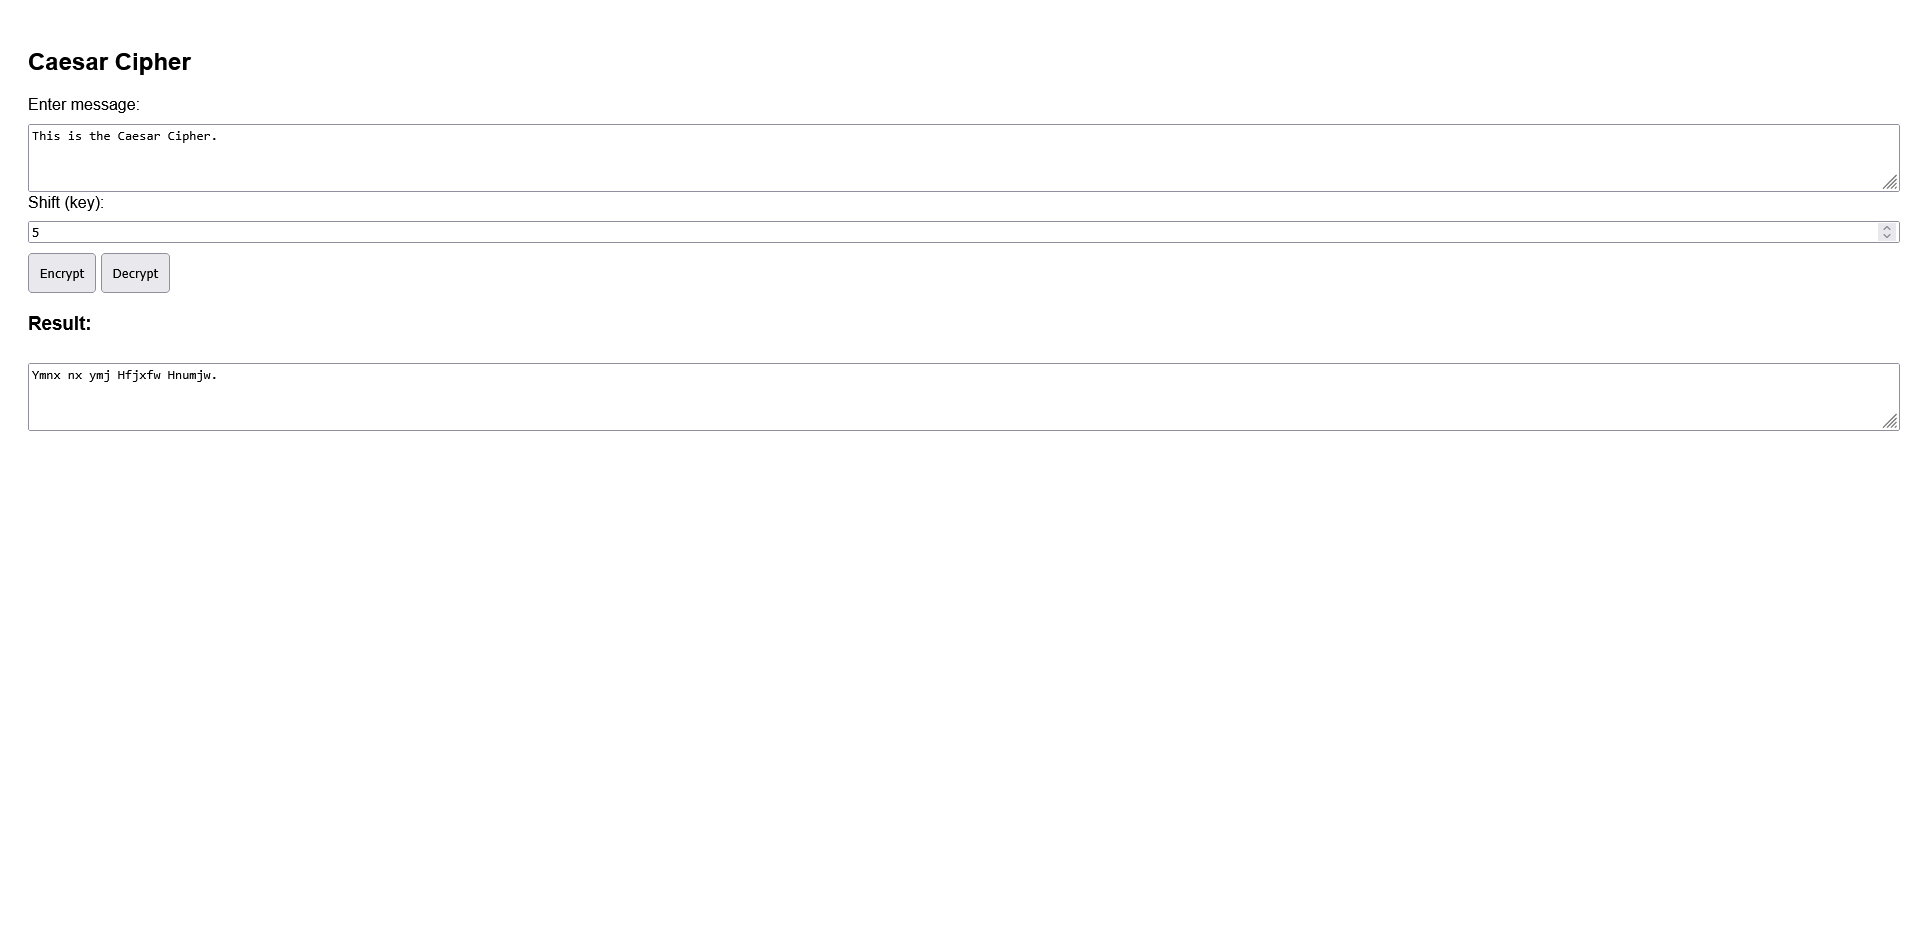 Caesar Cipher
Enter message:
This is the Caesar Cipher.
Shift (key):
5
Encrypt Decrypt
Result:
Ymnx nx ymj Hfjxfw Hnumjw.